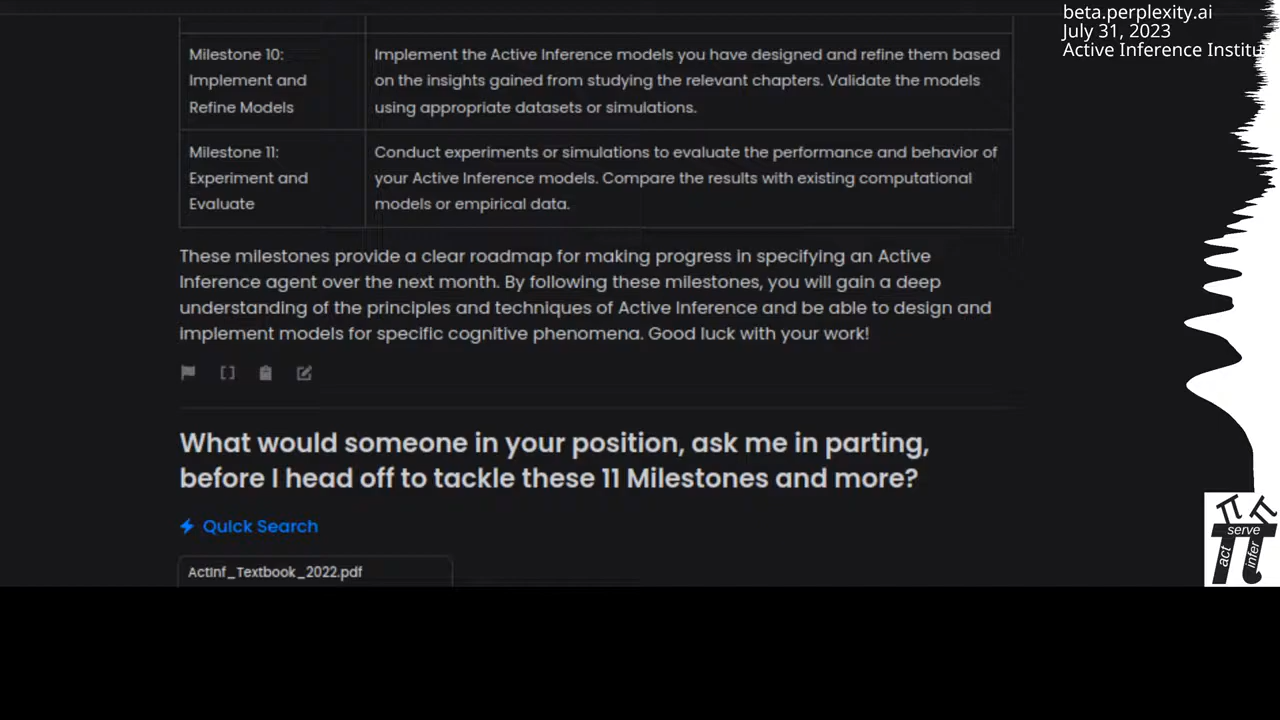 beta.perplexity.ai
July 31, 2023
Active Inference Institu
Milestone 10:
Implement and
Refine Models
Implement the Active Inference models you have designed and refine them based
on the insights gained from studying the relevant chapters. Validate the models
using appropriate datasets or simulations.
Milestone 11:
Experiment and
Evaluate
Conduct experiments or simulations to evaluate the performance and behavior of
your Active Inference models. Compare the results with existing computational
models or empirical data.
These milestones provide a clear roadmap for making progress in specifying an Active
Inference agent over the next month. By following these milestones, you will gain a deep
understanding of the principles and techniques of Active Inference and be able to design and
implement models for specific cognitive phenomena. Good luck with your work!
What would someone in your position, ask me in parting,
before I head off to tackle these 11 Milestones and more?
Quick Search
ActInf_Textbook_2022.pdf
π π
serve
act
infer
π